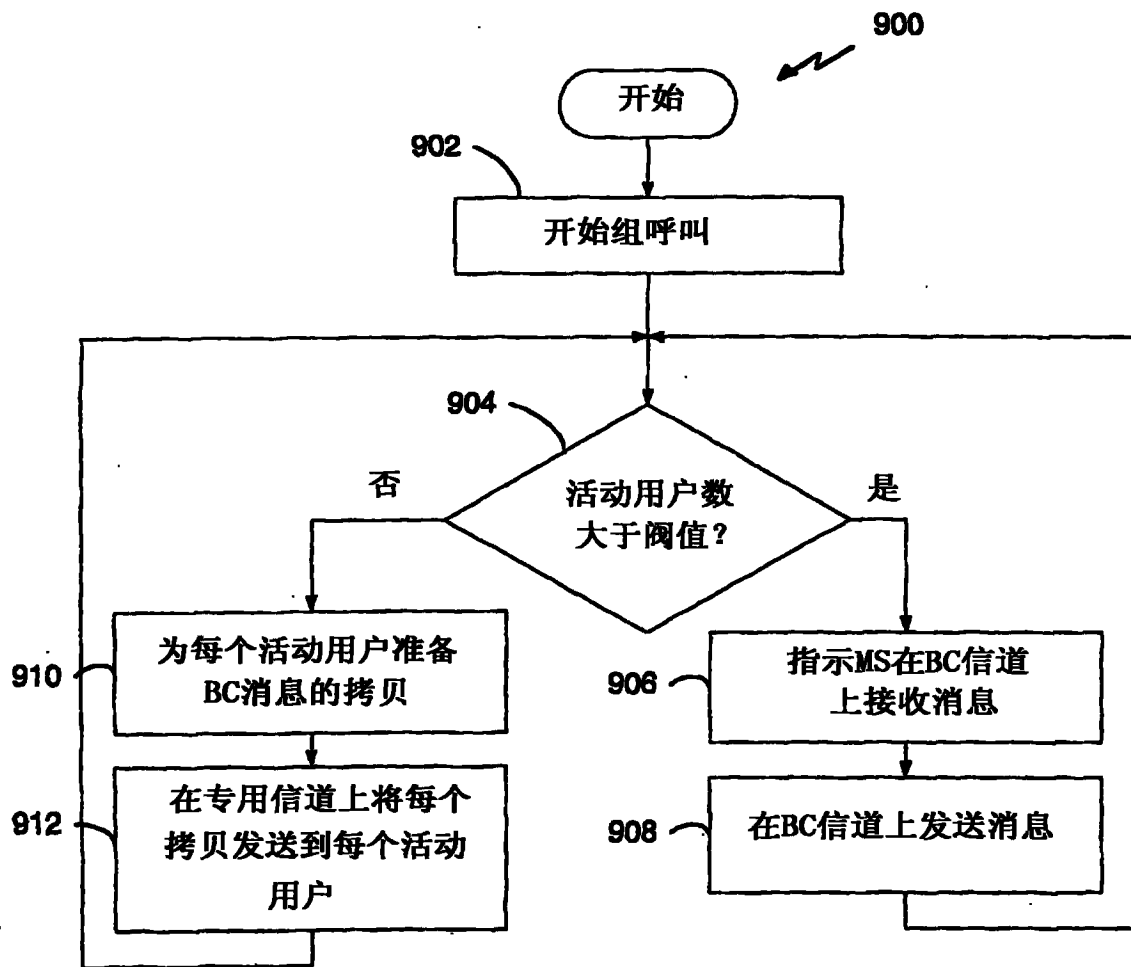 900
开始
902
开始组呼叫
904
否
活动用户数
大于阀值?
是
910
为每个活动用户准备
BC消息的拷贝
906
指示MS在BC信道
上接收消息
912
在专用信道上将每个
拷贝发送到每个活动
用户
908
在BC信道上发送消息